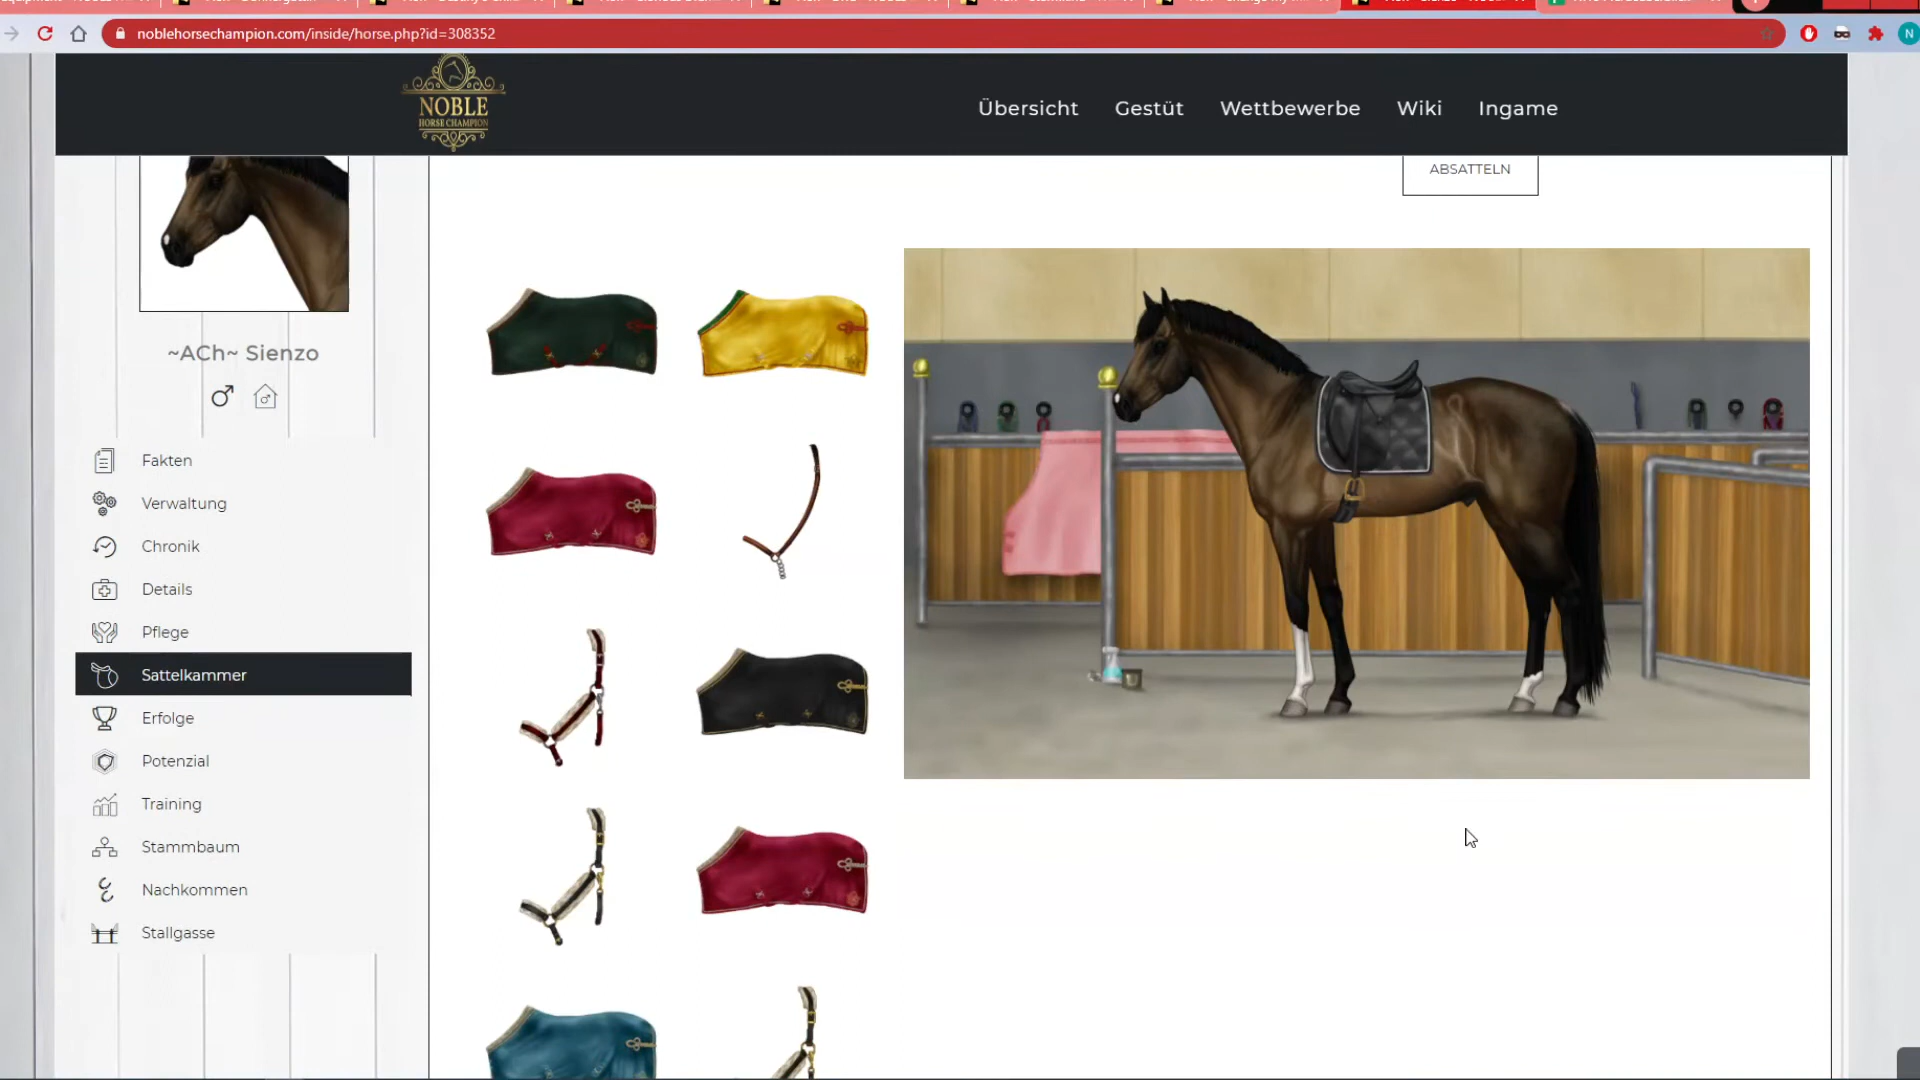 noblehorsechampion.com/inside/horse.php?id=308352
N
NOBLE
HORSE CHAMPION
Übersicht
Gestüt
Wettbewerbe
Wiki
Ingame
ABSATTELN
~ACh~ Sienzo
Fakten
Verwaltung
Chronik
Details
Pflege
Sattelkammer
Erfolge
Potenzial
Training
Stammbaum
Nachkommen
Stallgasse